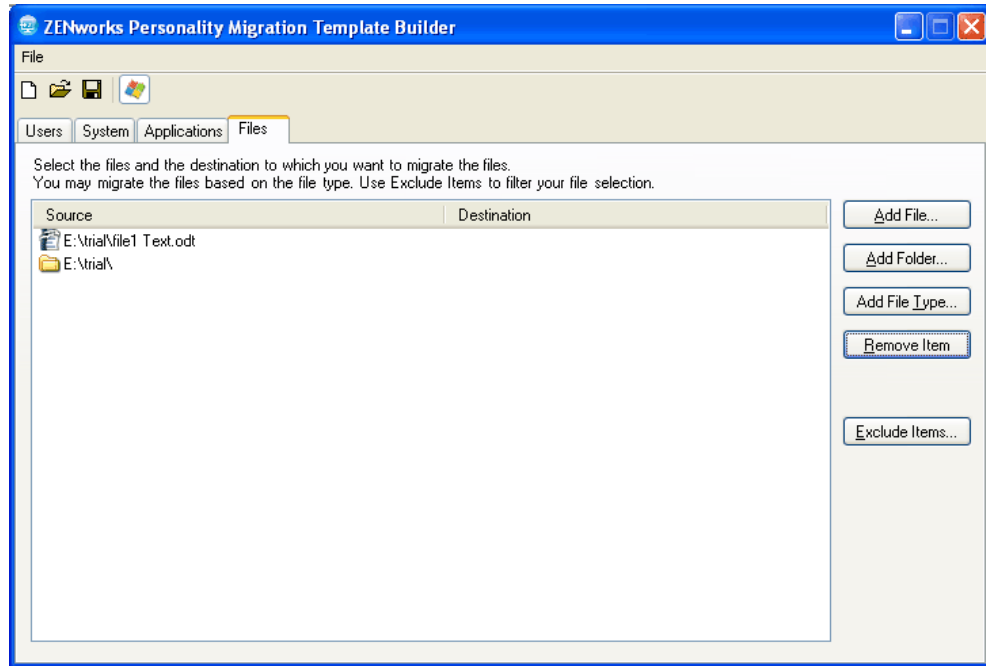 ZENworks Personality Migration Template Builder
File
Users System Applications Files
Select the files and the destination to which you want to migrate the files.
You may migrate the files based on the file type. Use Exclude Items to filter your file selection.
Source Destination
E:\trial\file1 Text.odt
E:\trial\
Add File...
Add Folder...
Add File Type...
Remove Item
Exclude Items...